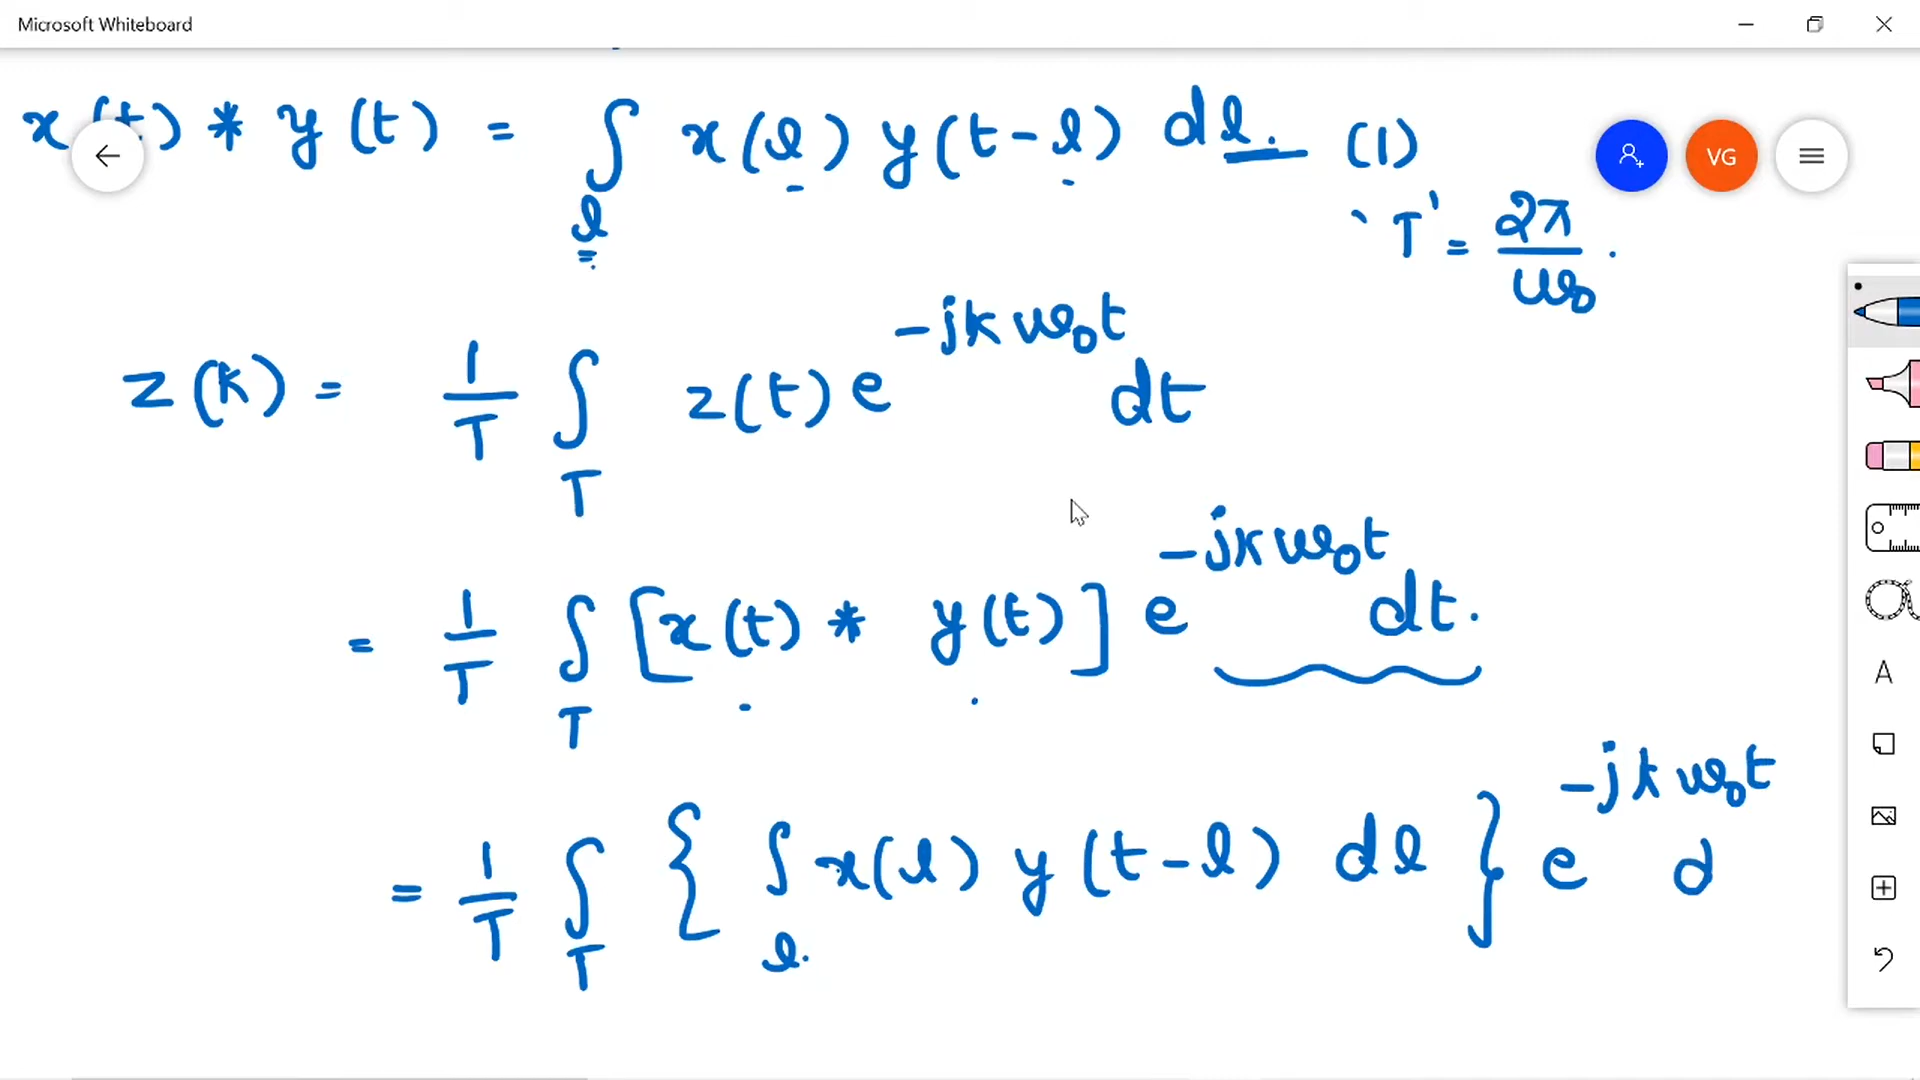 Microsoft Whiteboard
x(t) * y(t) = ∫_l x(l) y(t-l) dl. (1)
VG
'T' = 2π/ω₀.
z(k) = 1/T ∫_T z(t) e^{-jkω₀t} dt
= 1/T ∫_T [x(t) * y(t)] e^{-jkω₀t} dt.
= 1/T ∫_T { ∫_l. x(l) y(t-l) dl } e^{-jkω₀t} d
A